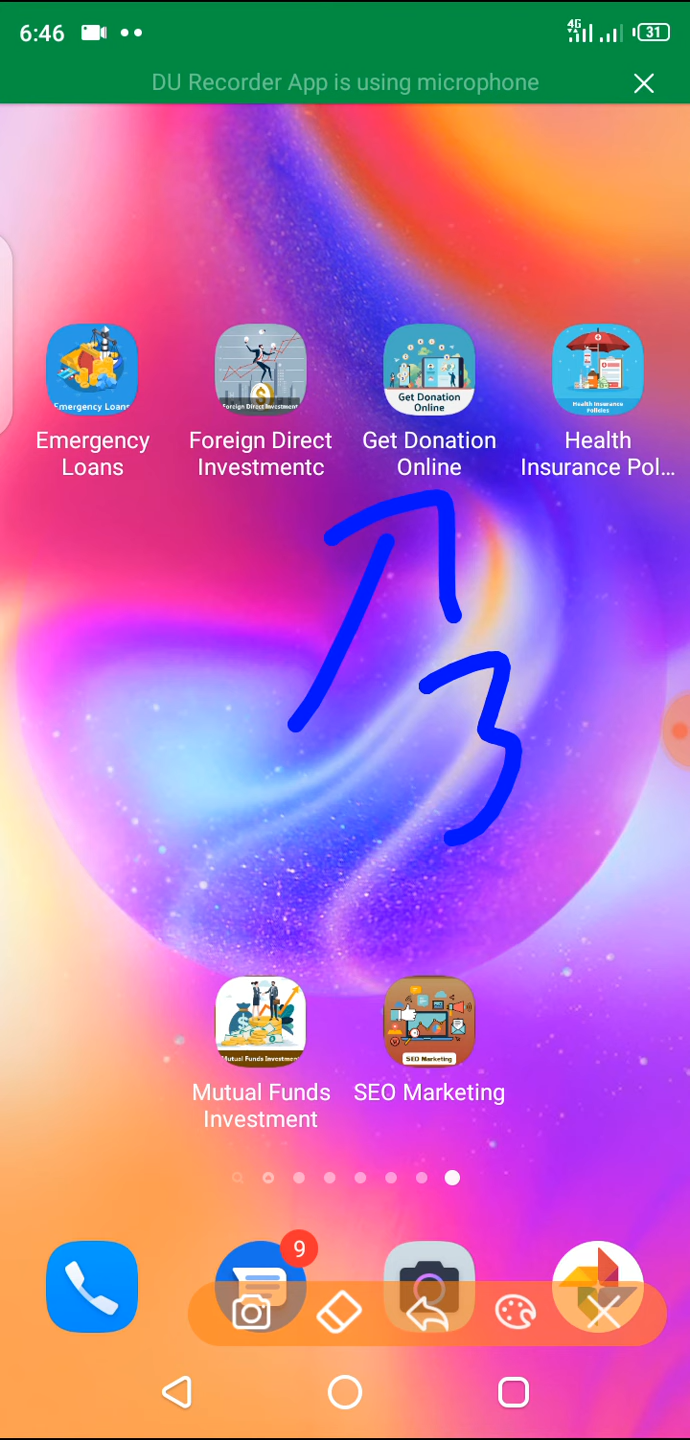 6:46
4G
31
DU Recorder App is using microphone
Emergency Loans
Foreign Direct Investment
Get Donation
Online
Health Insurance
Policies
Emergency
Loans
Foreign Direct
Investmentc
Get Donation
Online
Health
Insurance Pol...
3
Mutual Funds Investment
SEO Marketing
Mutual Funds
Investment
SEO Marketing
9